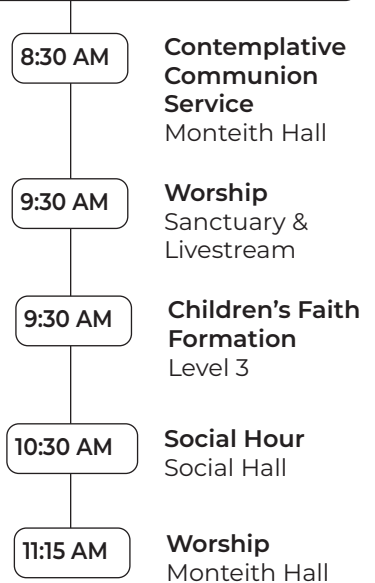 8:30 AM
Contemplative
Communion
Service
Monteith Hall
9:30 AM
Worship
Sanctuary &
Livestream
9:30 AM
Children's Faith
Formation
Level 3
10:30 AM
Social Hour
Social Hall
11:15 AM
Worship
Monteith Hall